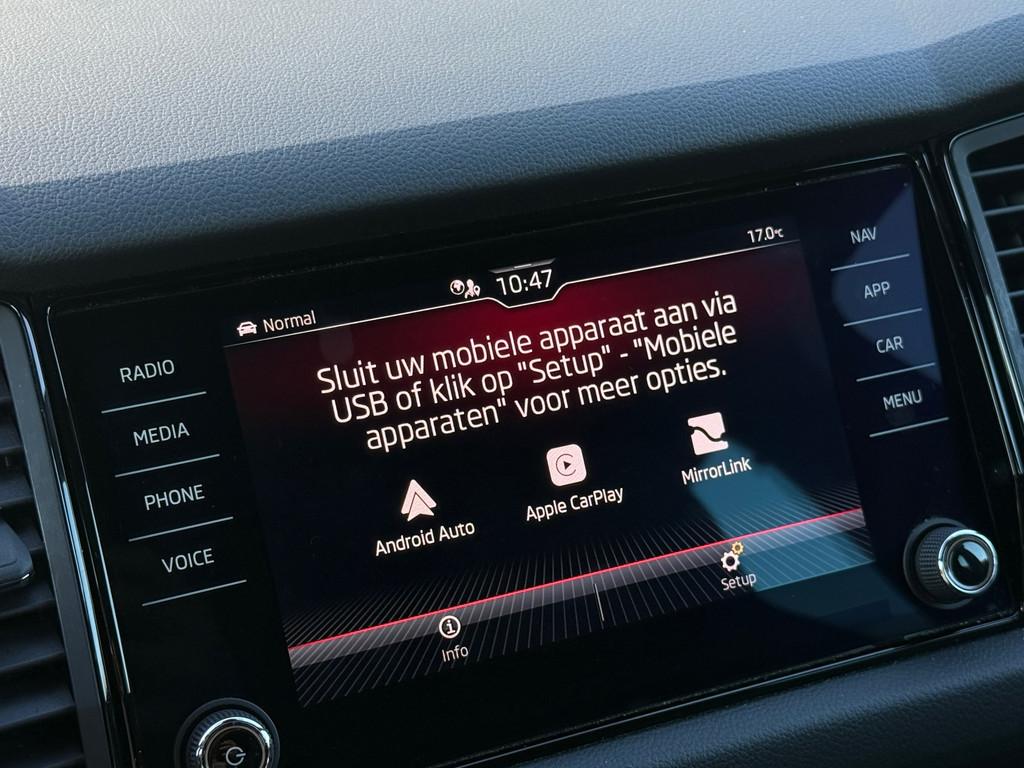 Normal
10:47
17.0°C
RADIO
MEDIA
PHONE
VOICE
Sluit uw mobiele apparaat aan via
USB of klik op "Setup" - "Mobiele
apparaten" voor meer opties.
Android Auto
Apple CarPlay
MirrorLink
Info
Setup
NAV
APP
CAR
MENU